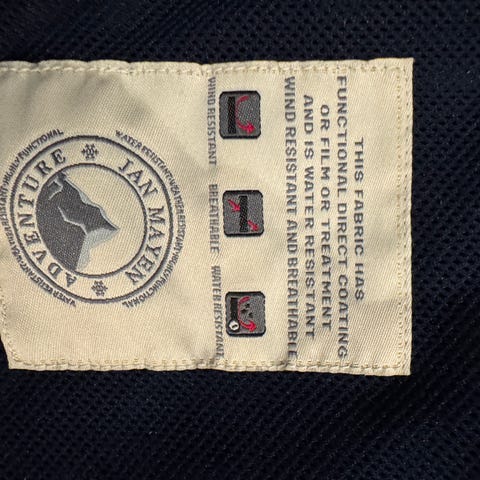 THIS FABRIC HAS
FUNCTIONAL DIRECT COATING
OR FILM OR TREATMENT
AND IS WATER RESISTANT
WIND RESISTANT AND BREATHABLE
WIND RESISTANT
BREATHABLE
WATER RESISTANT
JAN MAYEN
ADVENTURE